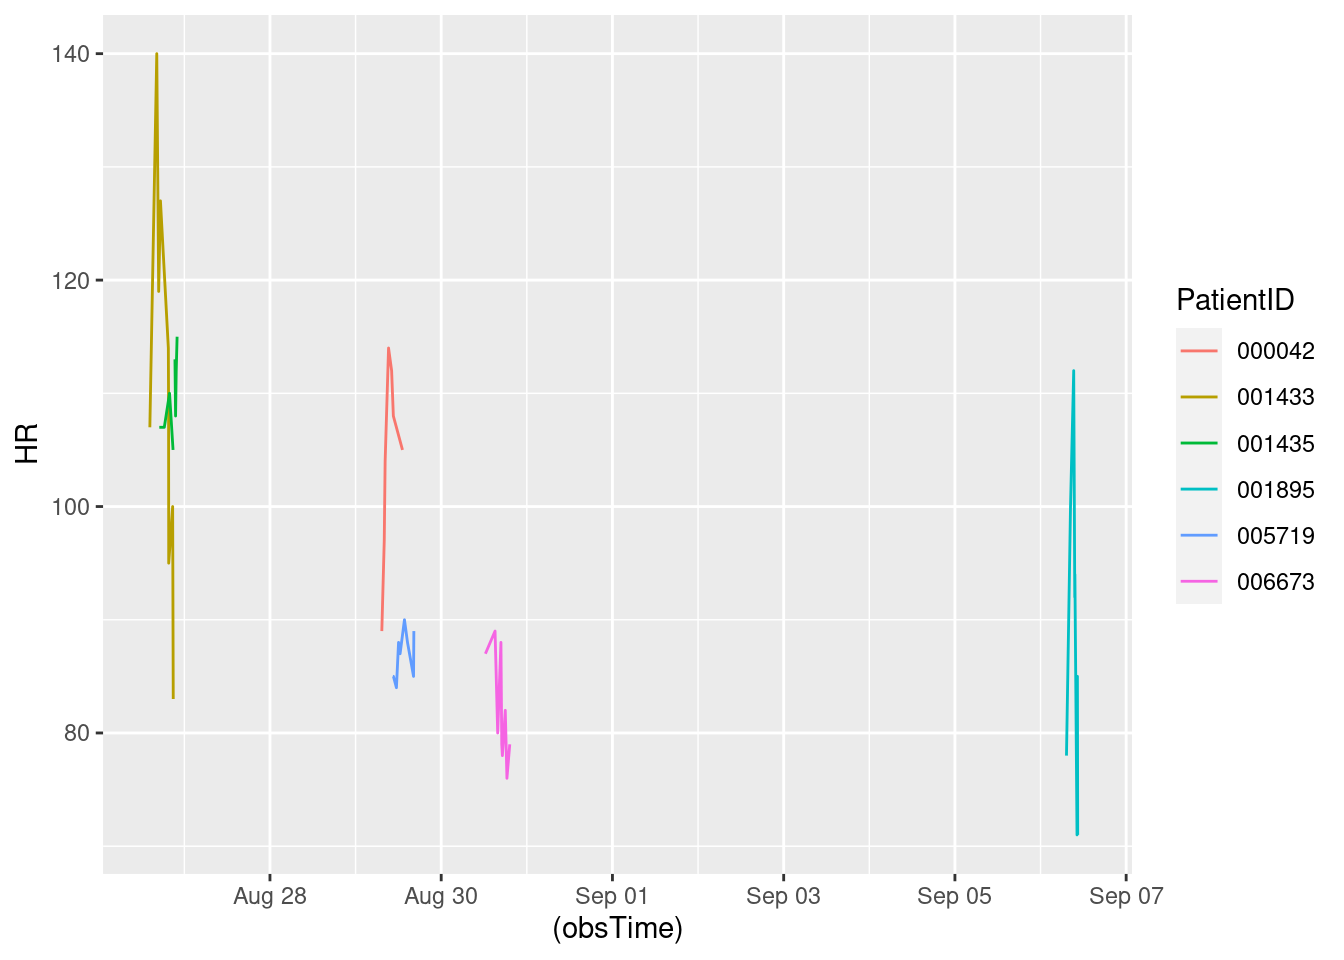 140
120
100
80
HR
Aug 28
Aug 30
Sep 01
Sep 03
Sep 05
Sep 07
(obsTime)
PatientID
000042
001433
001435
001895
005719
006673